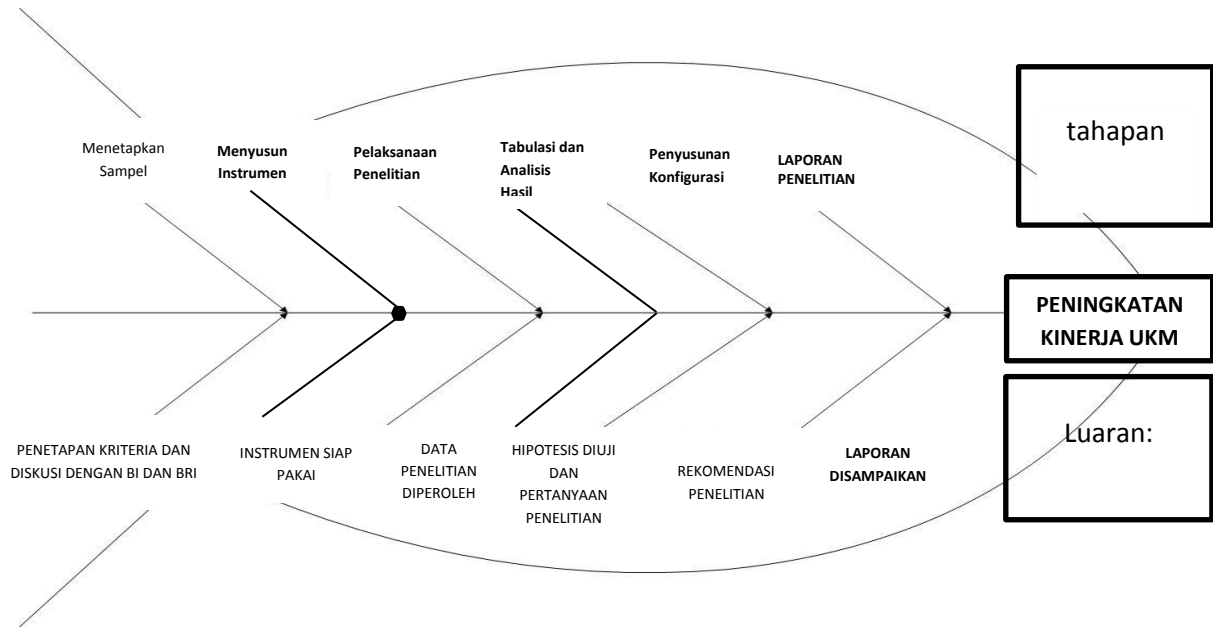 tahapan
Menetapkan
Sampel
Menyusun
Instrumen
Pelaksanaan
Penelitian
Tabulasi dan
Analisis
Hasil
Penyusunan
Konfigurasi
LAPORAN
PENELITIAN
PENINGKATAN
KINERJA UKM
PENETAPAN KRITERIA DAN
DISKUSI DENGAN BI DAN BRI
INSTRUMEN SIAP
PAKAI
DATA
PENELITIAN
DIPEROLEH
HIPOTESIS DIUJI
DAN
PERTANYAAN
PENELITIAN
REKOMENDASI
PENELITIAN
LAPORAN
DISAMPAIKAN
Luaran: